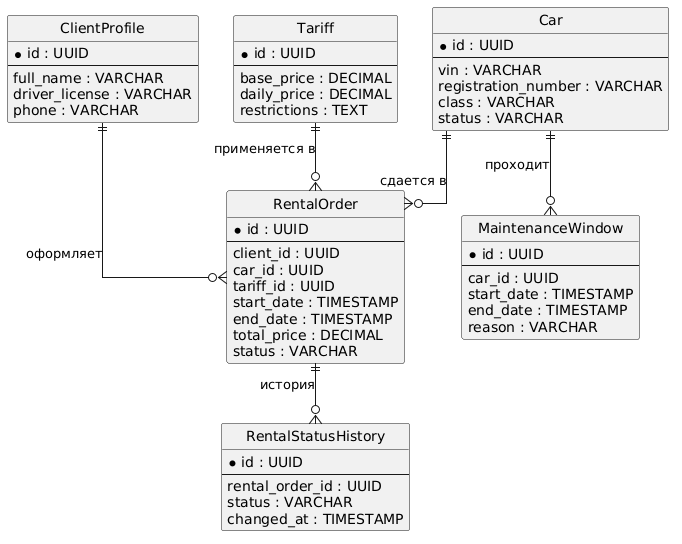 ClientProfile
* id : UUID
full_name : VARCHAR
driver_license : VARCHAR
phone : VARCHAR
Tariff
* id : UUID
base_price : DECIMAL
daily_price : DECIMAL
restrictions : TEXT
Car
* id : UUID
vin : VARCHAR
registration_number : VARCHAR
class : VARCHAR
status : VARCHAR
применяется в
сдается в
проходит
оформляет
RentalOrder
* id : UUID
client_id : UUID
car_id : UUID
tariff_id : UUID
start_date : TIMESTAMP
end_date : TIMESTAMP
total_price : DECIMAL
status : VARCHAR
MaintenanceWindow
* id : UUID
car_id : UUID
start_date : TIMESTAMP
end_date : TIMESTAMP
reason : VARCHAR
история
RentalStatusHistory
* id : UUID
rental_order_id : UUID
status : VARCHAR
changed_at : TIMESTAMP